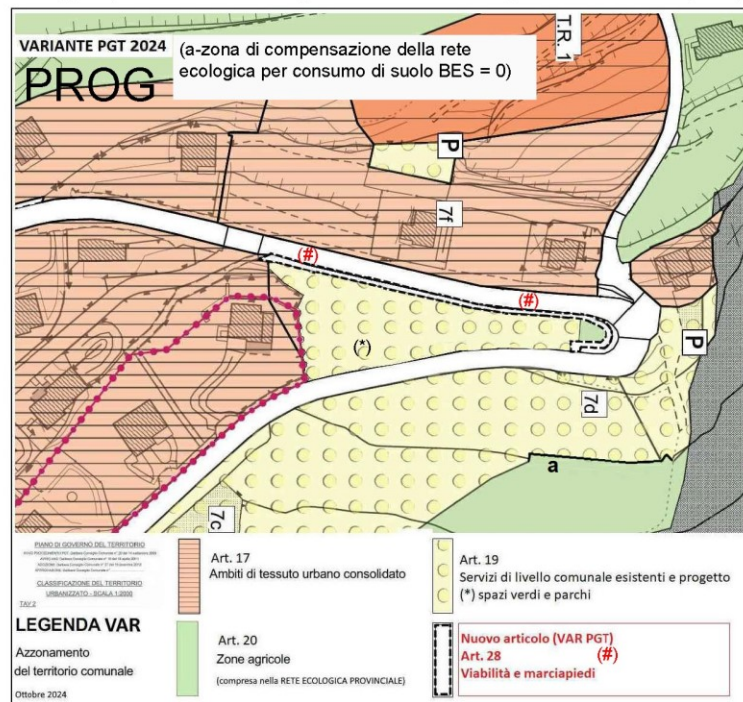 VARIANTE PGT 2024
(a-zona di compensazione della rete
ecologica per consumo di suolo BES = 0)
PROG
T.R. 1
P
7f
(#)
(#)
(*)
P
7d
a
7c
PIANO DI GOVERNO DEL TERRITORIO
CLASSIFICAZIONE DEL TERRITORIO
URBANIZZATO - SCALA 1:2000
TAV 2
LEGENDA VAR
Azzonamento
del territorio comunale
Ottobre 2024
Art. 17
Ambiti di tessuto urbano consolidato
Art. 20
Zone agricole
(compresa nella RETE ECOLOGICA PROVINCIALE)
Art. 19
Servizi di livello comunale esistenti e progetto
(*) spazi verdi e parchi
Nuovo articolo (VAR PGT)
Art. 28 (#)
Viabilità e marciapiedi